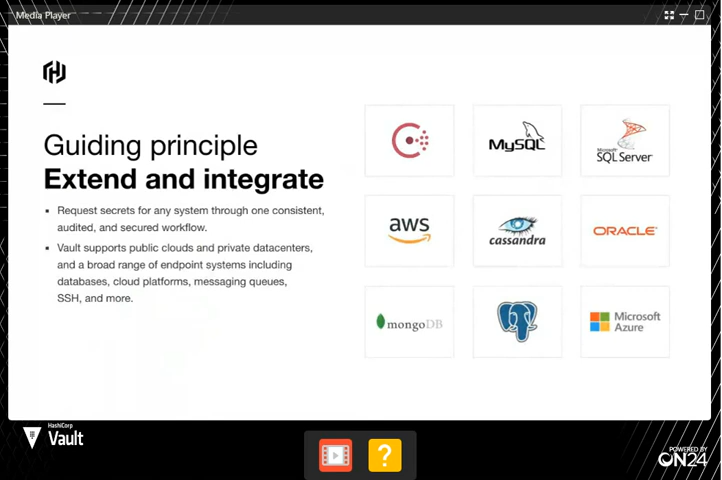 Media Player
Guiding principle
Extend and integrate
Request secrets for any system through one consistent,
audited, and secured workflow.
Vault supports public clouds and private datacenters,
and a broad range of endpoint systems including
databases, cloud platforms, messaging queues,
SSH, and more.
MySQL
Microsoft
SQL Server
aws
cassandra
ORACLE
mongoDB
Microsoft
Azure
HashiCorp
Vault
?
POWERED BY
ON24